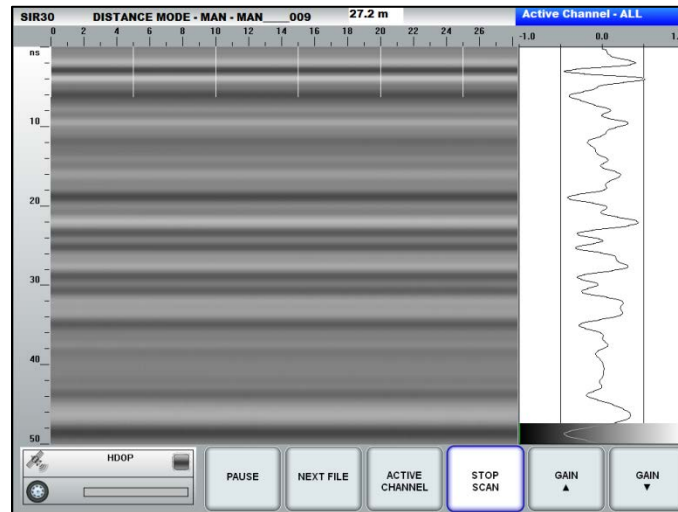 SIR30 DISTANCE MODE - MAN - MAN____009 27.2 m Active Channel - ALL
0 2 4 6 8 10 12 14 16 18 20 22 24 26 -1.0 0.0 1.
ns
10
20
30
40
50
HDOP
PAUSE
NEXT FILE
ACTIVE
CHANNEL
STOP
SCAN
GAIN
▲
GAIN
▼